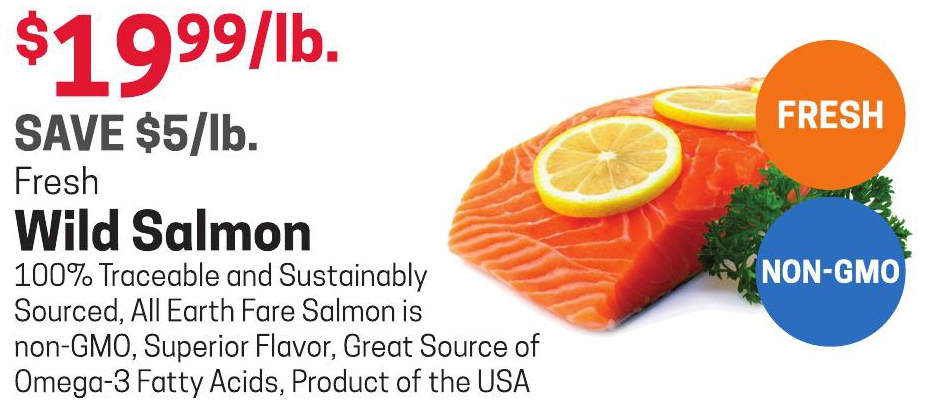 $19 99/lb.
SAVE $5/lb.
Fresh
Wild Salmon
100% Traceable and Sustainably
Sourced, All Earth Fare Salmon is
non-GMO, Superior Flavor, Great Source of
Omega-3 Fatty Acids, Product of the USA
FRESH
NON-GMO